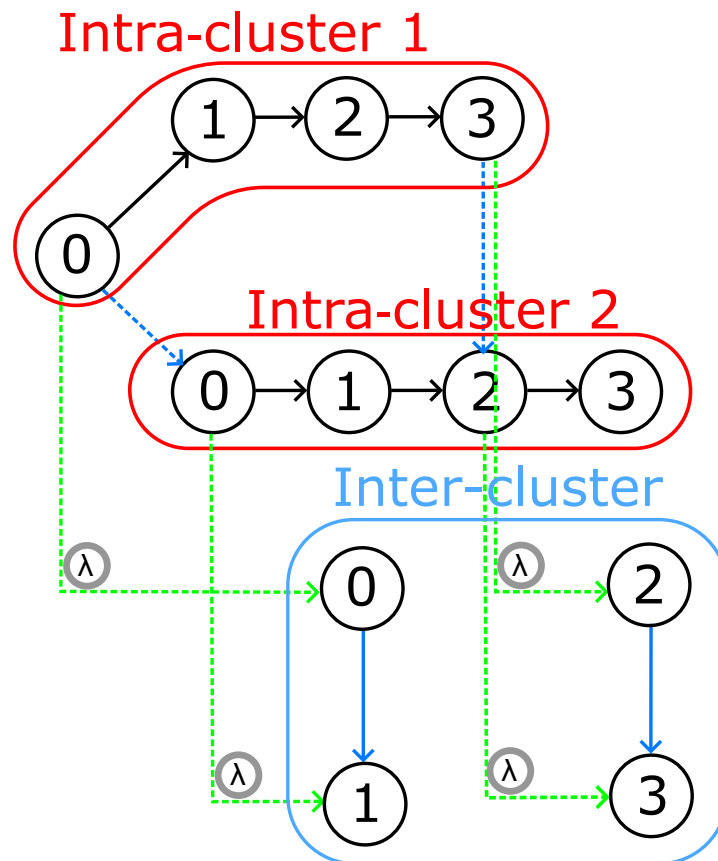 Intra-cluster 1
1 2 3
0
Intra-cluster 2
0 1 2 3
Inter-cluster
λ λ
0 2
λ λ
1 3